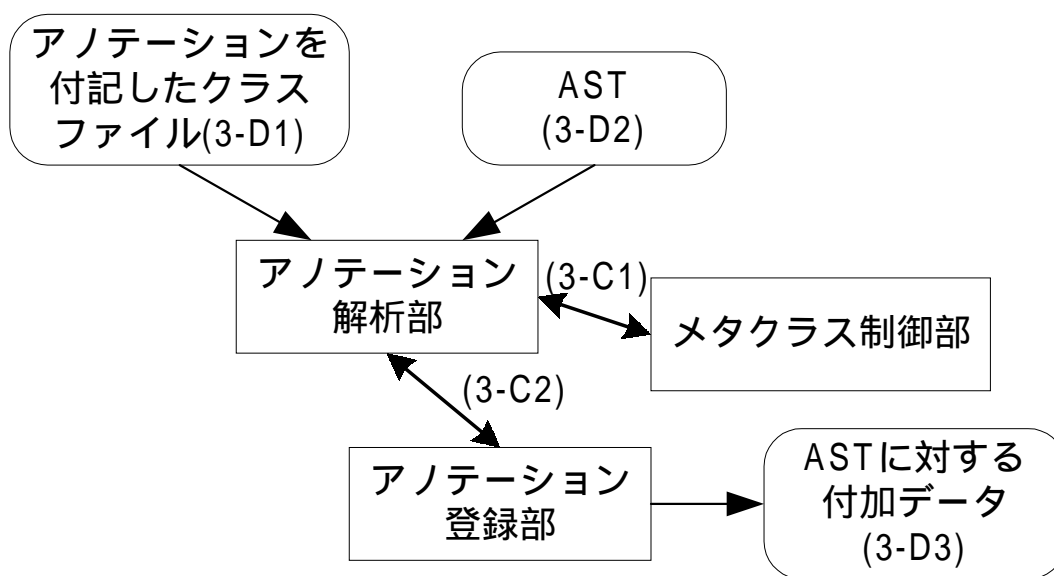 アノテーションを
付記したクラス
ファイル(3-D1)
AST
(3-D2)
アノテーション
解析部
(3-C1)
メタクラス制御部
(3-C2)
アノテーション
登録部
ASTに対する
付加データ
(3-D3)